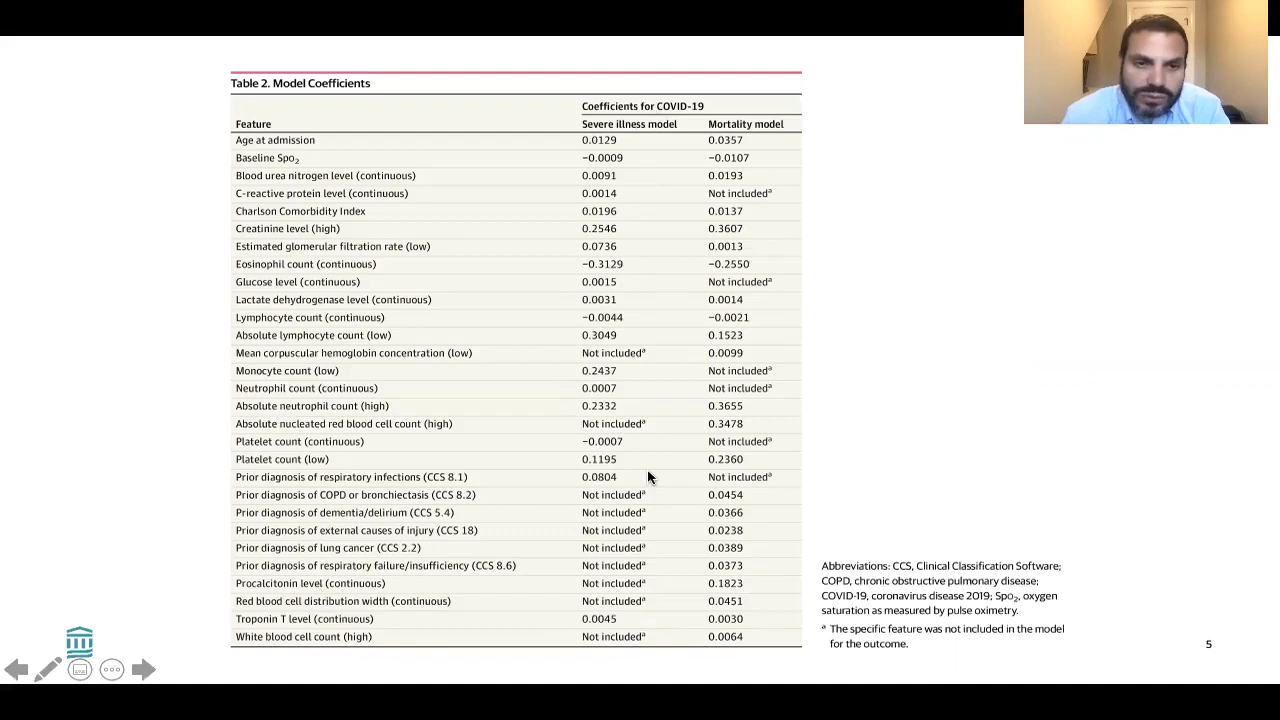 Table 2. Model Coefficients
Coefficients for COVID-19
Feature Severe illness model Mortality model
Age at admission 0.0129 0.0357
Baseline Spo₂ −0.0009 −0.0107
Blood urea nitrogen level (continuous) 0.0091 0.0193
C-reactive protein level (continuous) 0.0014 Not includedᵃ
Charlson Comorbidity Index 0.0196 0.0137
Creatinine level (high) 0.2546 0.3607
Estimated glomerular filtration rate (low) 0.0736 0.0013
Eosinophil count (continuous) −0.3129 −0.2550
Glucose level (continuous) 0.0015 Not includedᵃ
Lactate dehydrogenase level (continuous) 0.0031 0.0014
Lymphocyte count (continuous) −0.0044 −0.0021
Absolute lymphocyte count (low) 0.3049 0.1523
Mean corpuscular hemoglobin concentration (low) Not includedᵃ 0.0099
Monocyte count (low) 0.2437 Not includedᵃ
Neutrophil count (continuous) 0.0007 Not includedᵃ
Absolute neutrophil count (high) 0.2332 0.3655
Absolute nucleated red blood cell count (high) Not includedᵃ 0.3478
Platelet count (continuous) −0.0007 Not includedᵃ
Platelet count (low) 0.1195 0.2360
Prior diagnosis of respiratory infections (CCS 8.1) 0.0804 Not includedᵃ
Prior diagnosis of COPD or bronchiectasis (CCS 8.2) Not includedᵃ 0.0454
Prior diagnosis of dementia/delirium (CCS 5.4) Not includedᵃ 0.0366
Prior diagnosis of external causes of injury (CCS 18) Not includedᵃ 0.0238
Prior diagnosis of lung cancer (CCS 2.2) Not includedᵃ 0.0389
Prior diagnosis of respiratory failure/insufficiency (CCS 8.6) Not includedᵃ 0.0373
Procalcitonin level (continuous) Not includedᵃ 0.1823
Red blood cell distribution width (continuous) Not includedᵃ 0.0451
Troponin T level (continuous) 0.0045 0.0030
White blood cell count (high) Not includedᵃ 0.0064
Abbreviations: CCS, Clinical Classification Software;
COPD, chronic obstructive pulmonary disease;
COVID-19, coronavirus disease 2019; Spo₂, oxygen
saturation as measured by pulse oximetry.
ᵃ The specific feature was not included in the model
for the outcome.
5